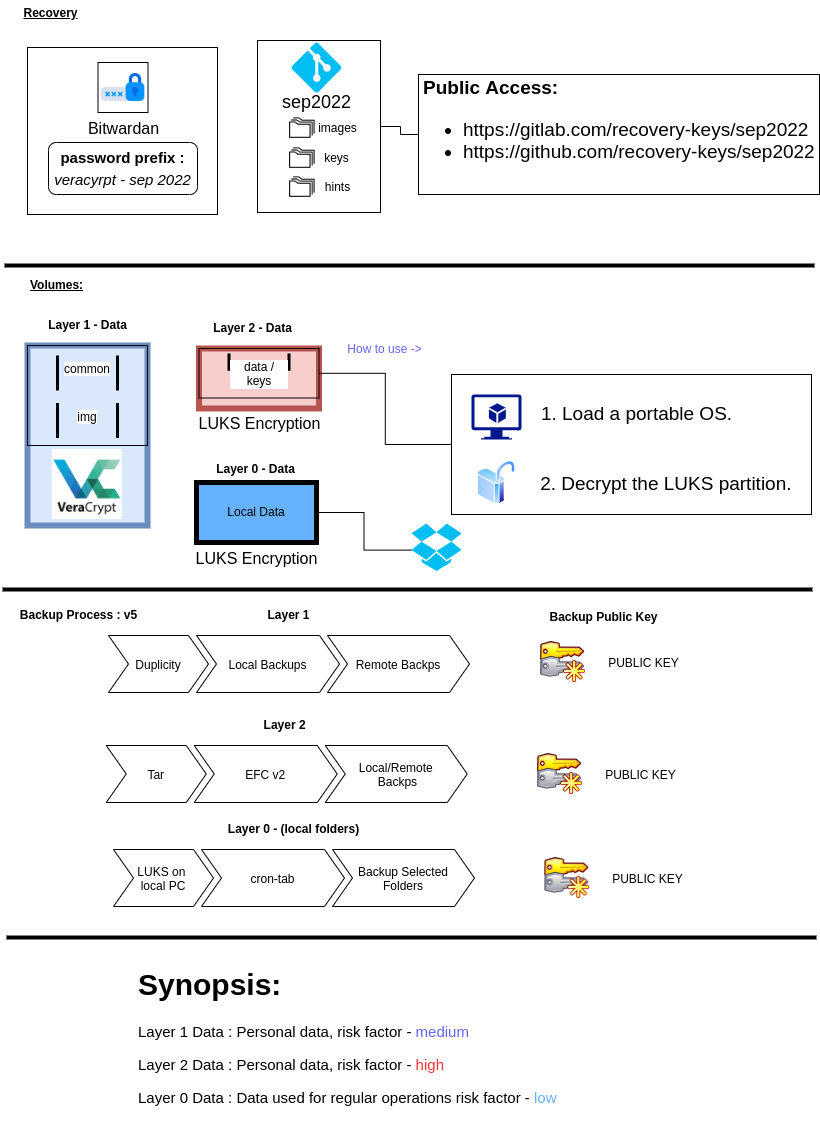 Recovery
Bitwardan
password prefix :
veracyrpt - sep 2022
sep2022
images
keys
hints
Public Access:
• https://gitlab.com/recovery-keys/sep2022
• https://github.com/recovery-keys/sep2022
Volumes:
Layer 1 - Data
common
img
VeraCrypt
Layer 2 - Data
data /
keys
LUKS Encryption
How to use ->
1. Load a portable OS.
2. Decrypt the LUKS partition.
Layer 0 - Data
Local Data
LUKS Encryption
Backup Process : v5
Layer 1
Backup Public Key
Duplicity
Local Backups
Remote Backps
PUBLIC KEY
Layer 2
Tar
EFC v2
Local/Remote
Backps
PUBLIC KEY
Layer 0 - (local folders)
LUKS on
local PC
cron-tab
Backup Selected
Folders
PUBLIC KEY
Synopsis:
Layer 1 Data : Personal data, risk factor - medium
Layer 2 Data : Personal data, risk factor - high
Layer 0 Data : Data used for regular operations risk factor - low